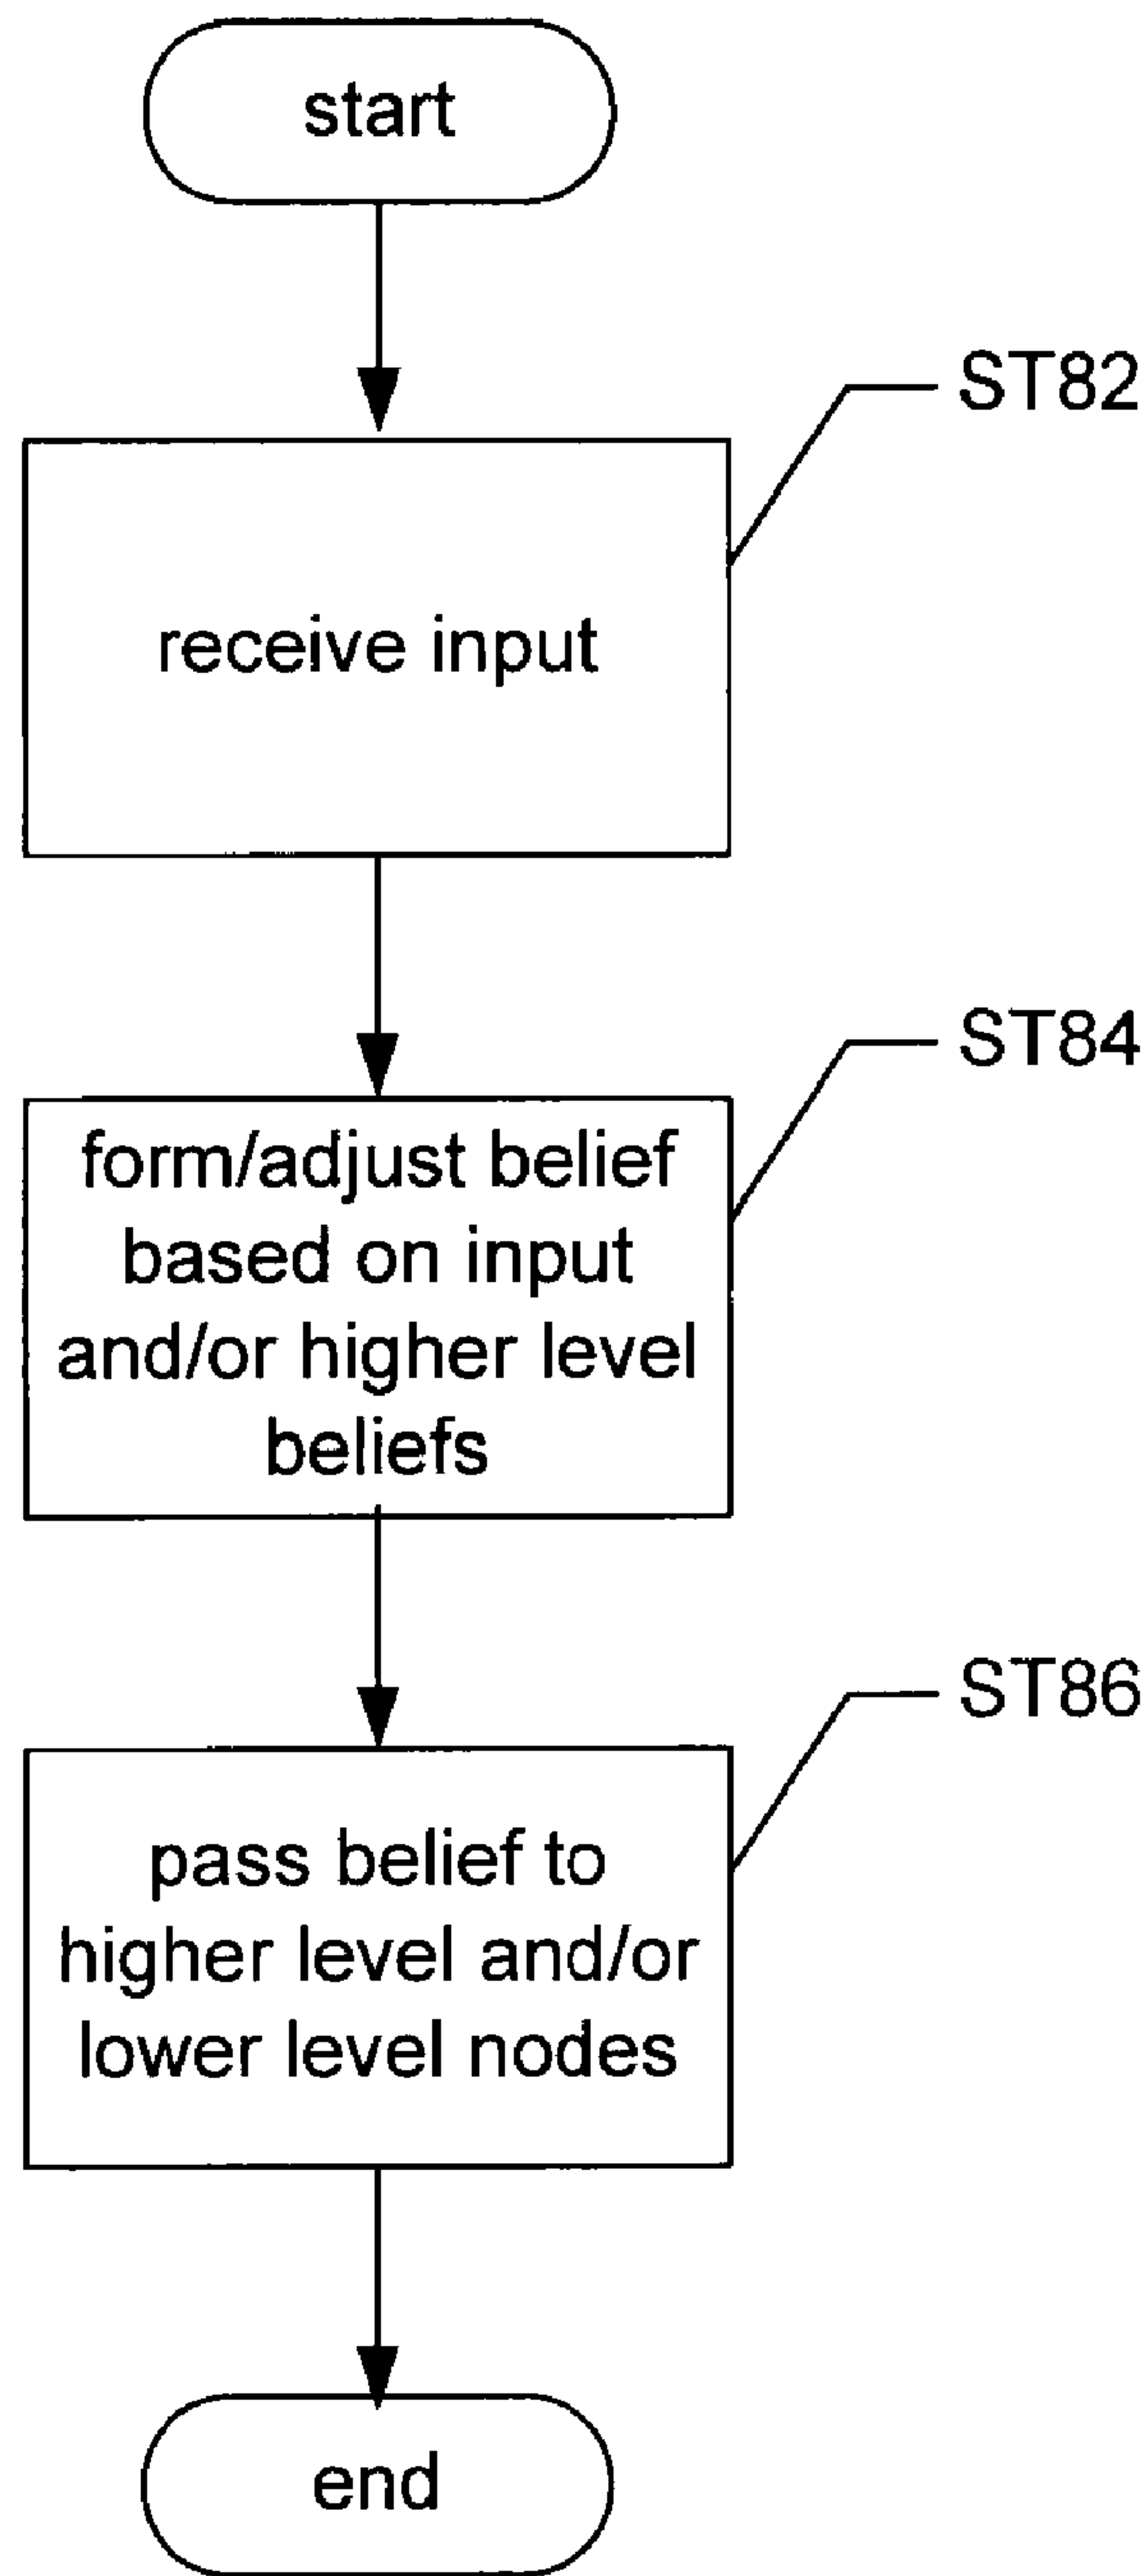 start
ST82
receive input
ST84
form/adjust belief
based on input
and/or higher level
beliefs
ST86
pass belief to
higher level and/or
lower level nodes
end